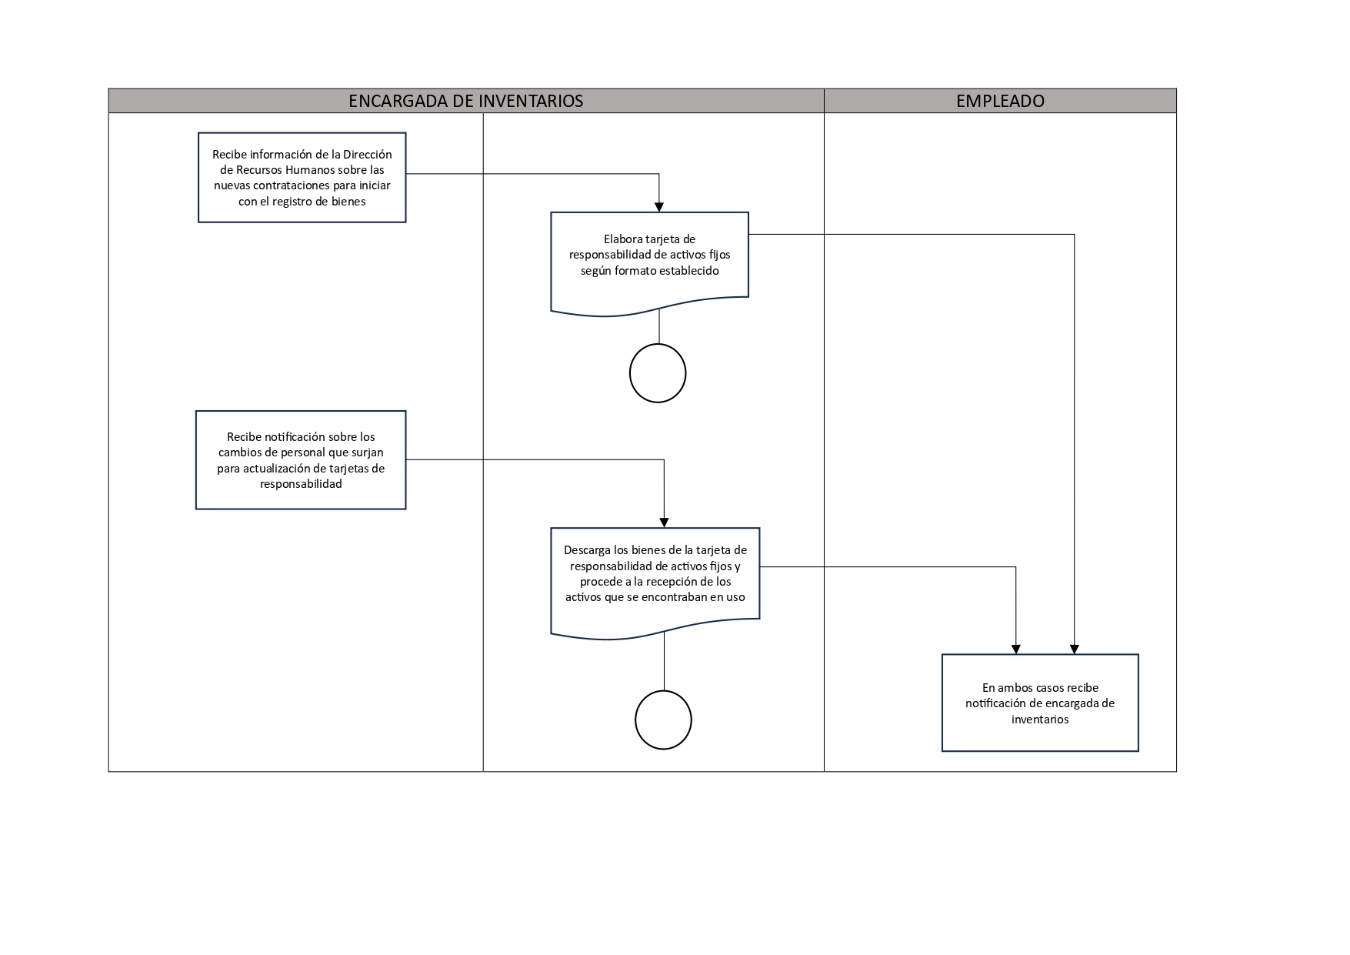 ENCARGADA DE INVENTARIOS
EMPLEADO
Recibe información de la Dirección
de Recursos Humanos sobre las
nuevas contrataciones para iniciar
con el registro de bienes
Elabora tarjeta de
responsabilidad de activos fijos
según formato establecido
Recibe notificación sobre los
cambios de personal que surjan
para actualización de tarjetas de
responsabilidad
Descarga los bienes de la tarjeta de
responsabilidad de activos fijos y
procede a la recepción de los
activos que se encontraban en uso
En ambos casos recibe
notificación de encargada de
inventarios